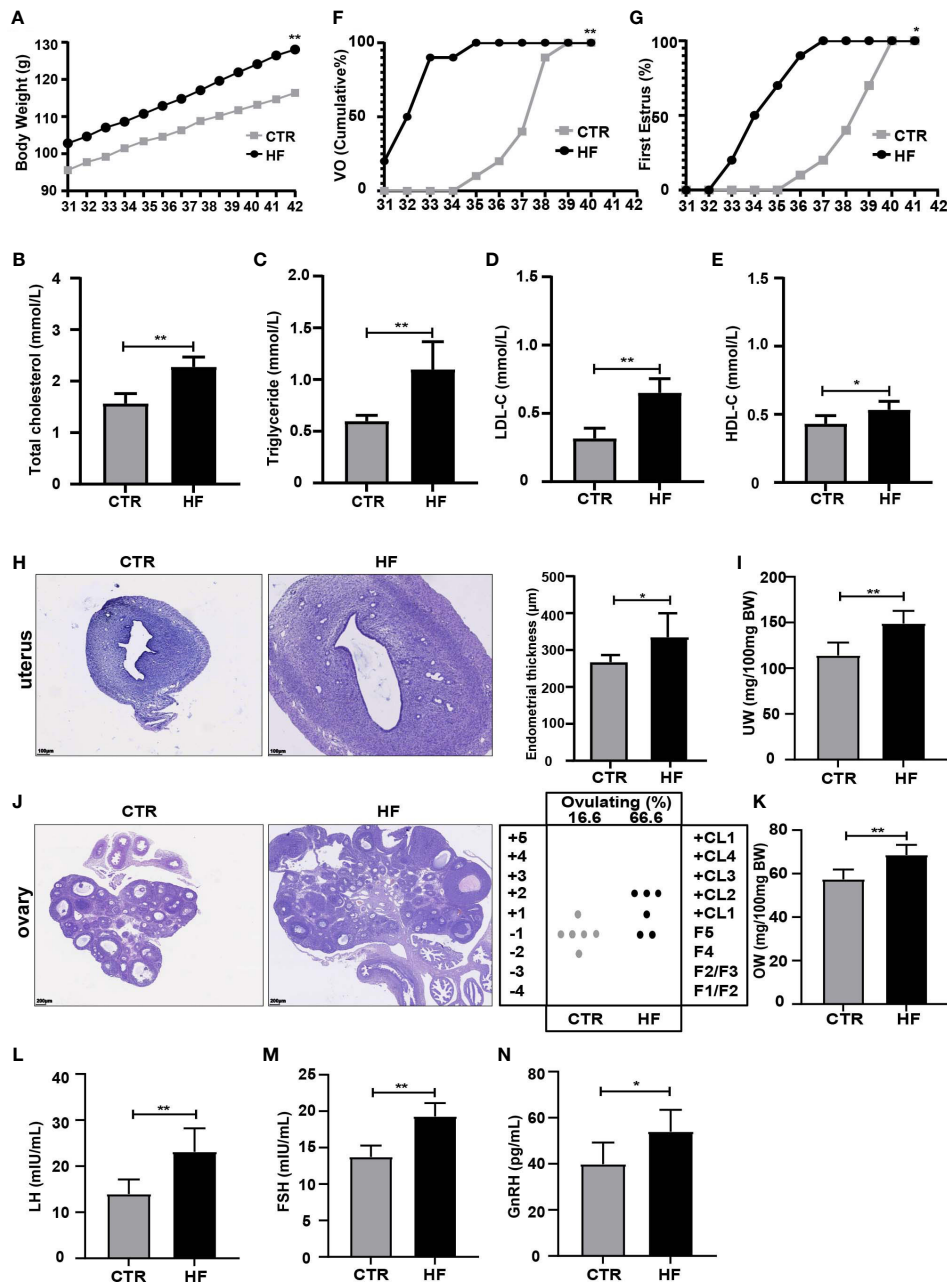 A
Body Weight (g)
130
120
110
100
90
**
CTR
HF
31 32 33 34 35 36 37 38 39 40 41 42
F
VO (Cumulative%)
100
50
0
**
CTR
HF
31 32 33 34 35 36 37 38 39 40 41 42
G
First Estrus (%)
100
50
0
*
CTR
HF
31 32 33 34 35 36 37 38 39 40 41 42
B
Total cholesterol (mmol/L)
4
3
2
1
0
**
CTR HF
C
Triglyceride (mmol/L)
2.0
1.5
1.0
0.5
0
**
CTR HF
D
LDL-C (mmol/L)
1.5
1.0
0.5
0
**
CTR HF
E
HDL-C (mmol/L)
1.5
1.0
0.5
0
*
CTR HF
H
CTR HF
uterus
100μm
100μm
Endometrial thickness (μm)
500
400
300
200
100
0
*
CTR HF
I
UW (mg/100mg BW)
200
150
100
50
0
**
CTR HF
J
CTR HF
ovary
200μm
200μm
Ovulating (%)
16.6 66.6
+5 +CL1
+4 +CL4
+3 +CL3
+2 +CL2
+1 +CL1
-1 F5
-2 F4
-3 F2/F3
-4 F1/F2
CTR HF
K
OW (mg/100mg BW)
80
60
40
20
0
**
CTR HF
L
LH (mIU/mL)
40
30
20
10
0
**
CTR HF
M
FSH (mIU/mL)
25
20
15
10
5
0
**
CTR HF
N
GnRH (pg/mL)
80
60
40
20
0
*
CTR HF